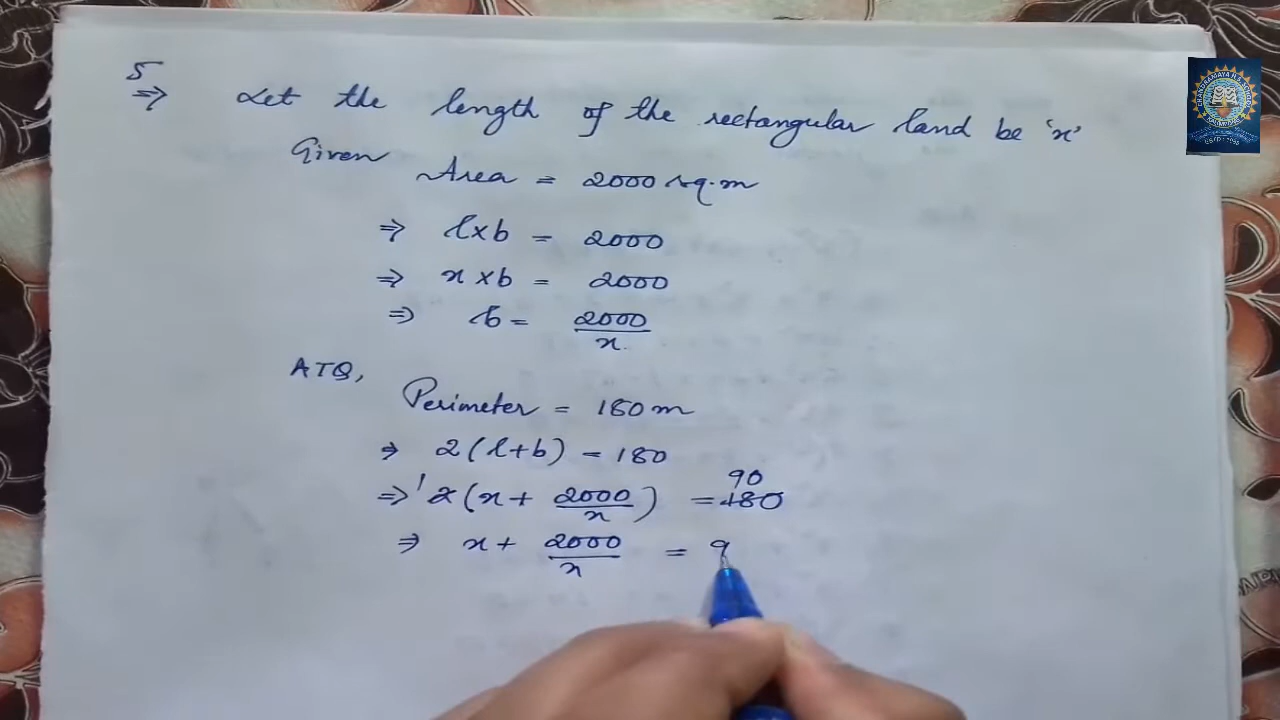 5
⇒ Let the length of the rectangular land be 'x'
Given
Area = 2000 sq.m
⇒ l×b = 2000
⇒ x×b = 2000
⇒ b = 2000/x
ATQ,
Perimeter = 180 m
⇒ 2(l+b) = 180
90
⇒ 1 2(x + 2000/x) = 180
⇒ x + 2000/x = 9